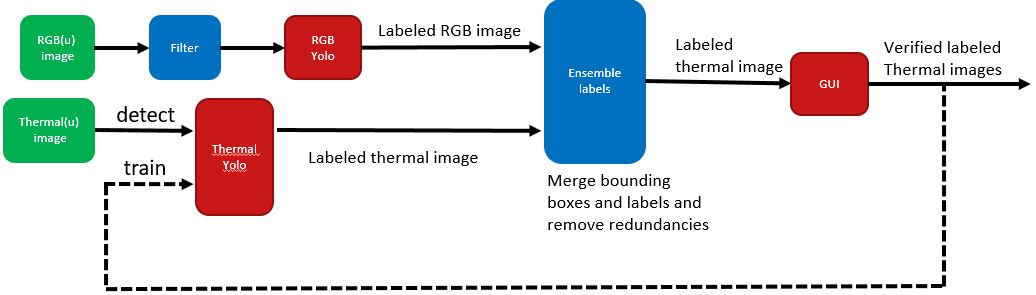 RGB(u)
image
Filter
RGB
Yolo
Labeled RGB image
Ensemble
labels
Labeled
thermal image
GUI
Verified labeled
Thermal images
Thermal(u)
image
detect
train
Thermal
Yolo
Labeled thermal image
Merge bounding
boxes and labels and
remove redundancies